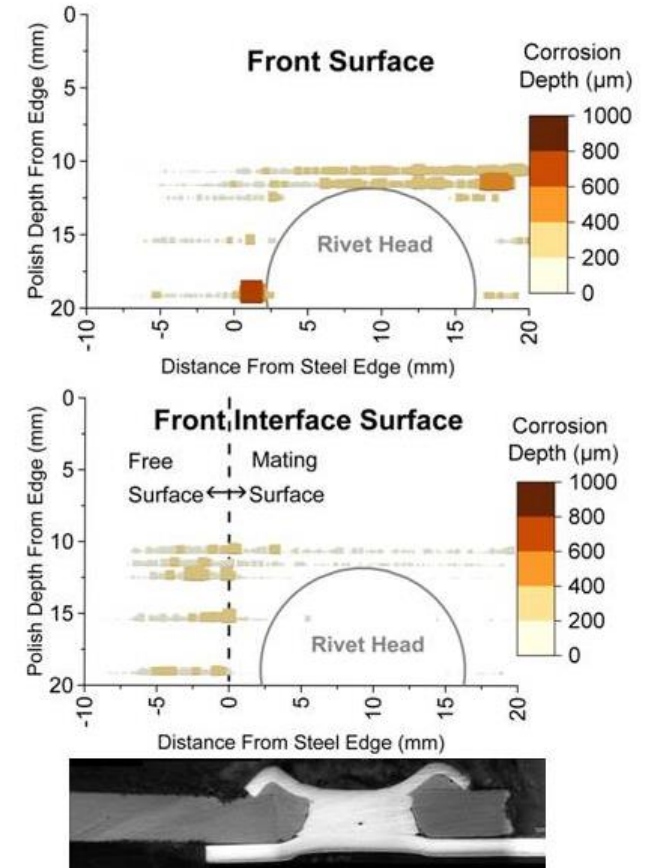 Front Surface
Polish Depth From Edge (mm)
0
5
10
15
20
Rivet Head
-10
-5
0
5
10
15
20
Distance From Steel Edge (mm)
Corrosion
Depth (µm)
1000
800
600
400
200
0
Front Interface Surface
Polish Depth From Edge (mm)
0
5
10
15
20
Free Mating
Surface Surface
Rivet Head
-10
-5
0
5
10
15
20
Distance From Steel Edge (mm)
Corrosion
Depth (µm)
1000
800
600
400
200
0